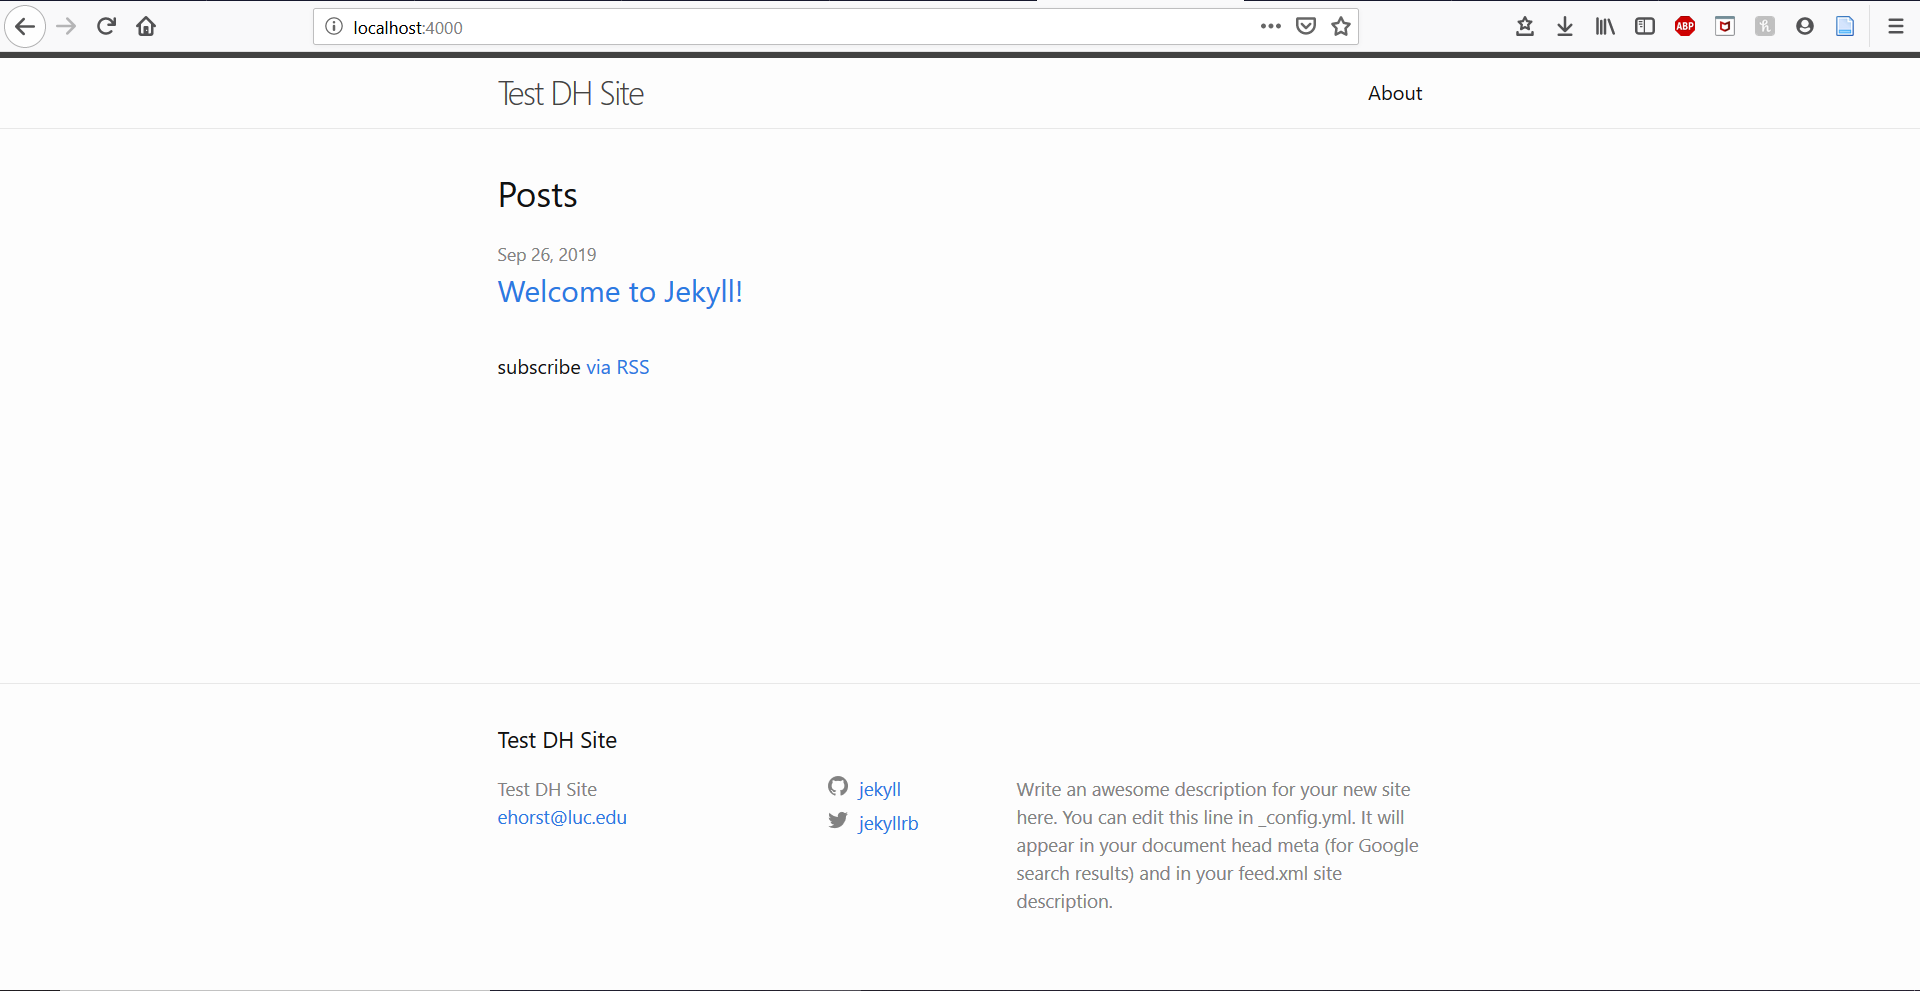 localhost:4000
ABP
Test DH Site
About
Posts
Sep 26, 2019
Welcome to Jekyll!
subscribe via RSS
Test DH Site
Test DH Site
ehorst@luc.edu
jekyll
jekyllrb
Write an awesome description for your new site
here. You can edit this line in _config.yml. It will
appear in your document head meta (for Google
search results) and in your feed.xml site
description.